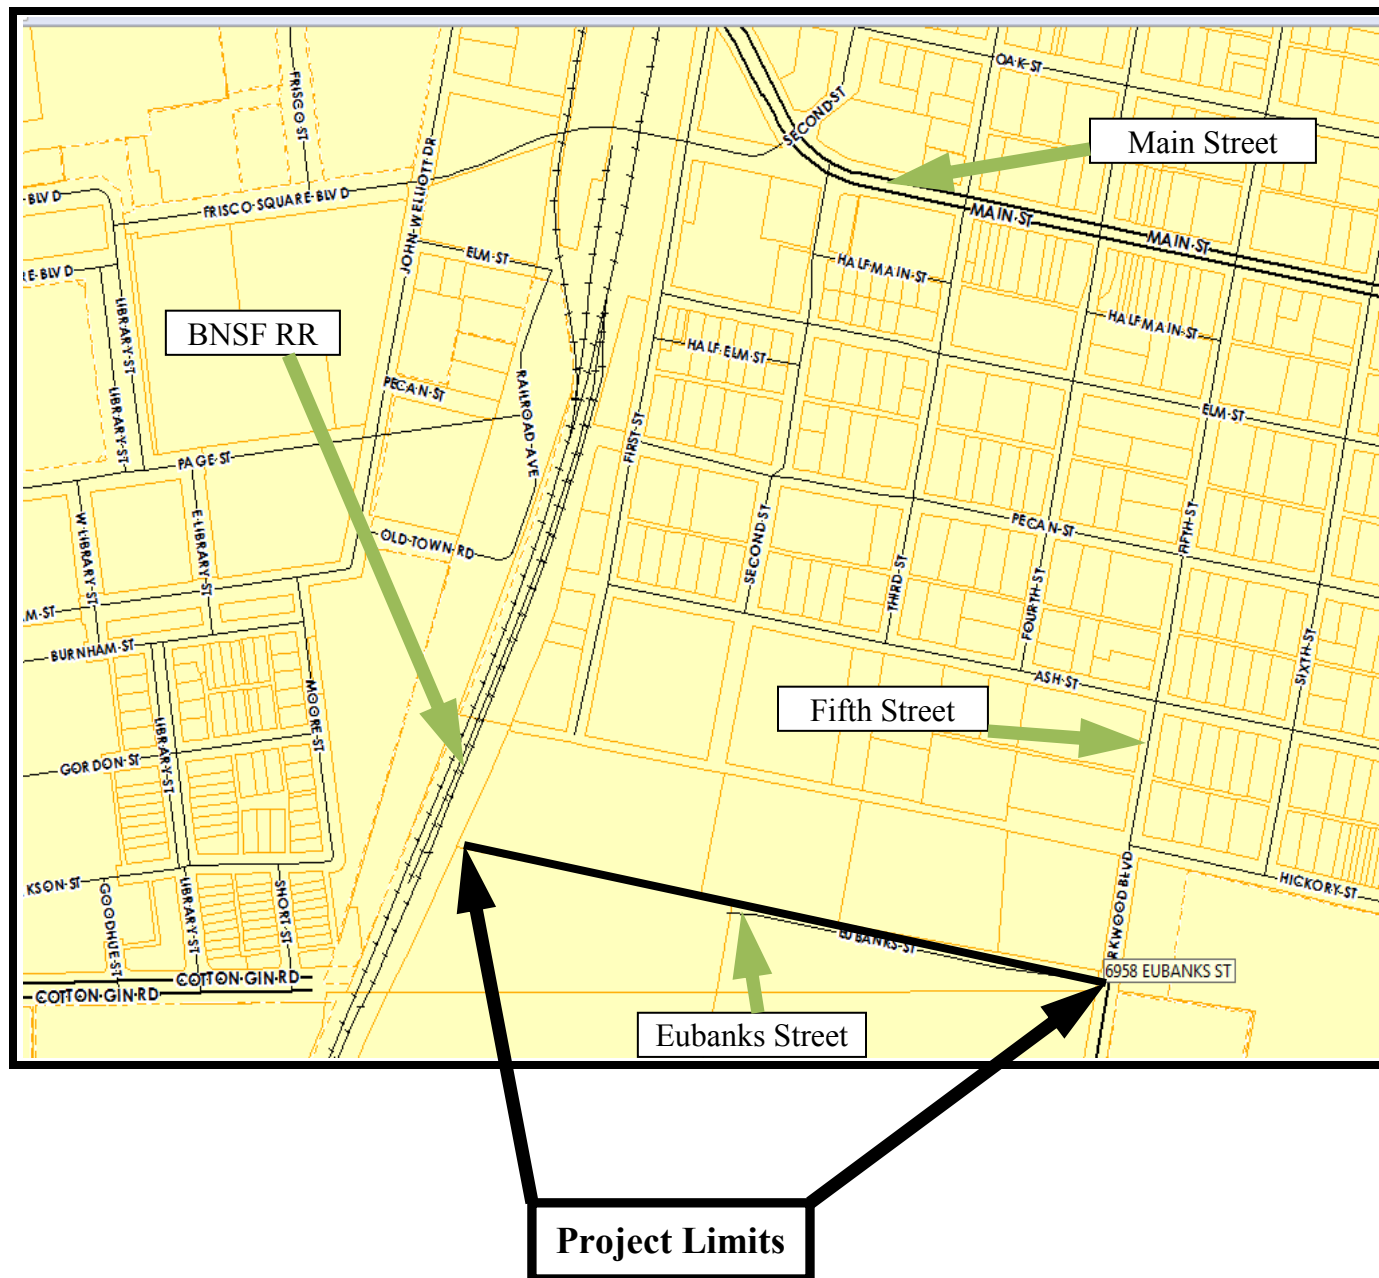 OAK ST
FRISCO ST
SECOND ST
Main Street
JOHN W ELLIOTT DR
BLV D
FRISCO SQUARE BLV D
MAIN ST
MAIN ST
ELM ST
HALF MAIN ST
RE BLV D
LIBRARY ST
BNSF RR
HALF MAIN ST
HALF ELM ST
PECAN ST
RAILROAD AVE
LIBRARY ST
ELM ST
FIRST ST
PAGE ST
W LIBRARY ST
E LIBRARY ST
OLD TOWN RD
SECOND ST
PECAN ST
FIFTH ST
THIRD ST
FOURTH ST
M ST
BURNHAM ST
SIXTH ST
ASH ST
MOORE ST
Fifth Street
LIBRARY ST
GORDON ST
KSON ST
GOODHUE ST
LIBRARY ST
SHORT ST
RKWOOD BLVD
HICKORY ST
EUBANKS ST
6958 EUBANKS ST
COTTON GIN RD
COTTON GIN RD
Eubanks Street
Project Limits